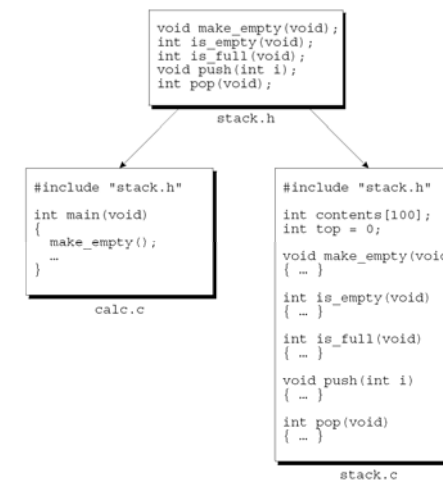 void make_empty(void);
int is_empty(void);
int is_full(void);
void push(int i);
int pop(void);
stack.h
#include "stack.h"
int main(void)
{
make_empty();
…
}
calc.c
#include "stack.h"
int contents[100];
int top = 0;
void make_empty(void
{ … }
int is_empty(void)
{ … }
int is_full(void)
{ … }
void push(int i)
{ … }
int pop(void)
{ … }
stack.c